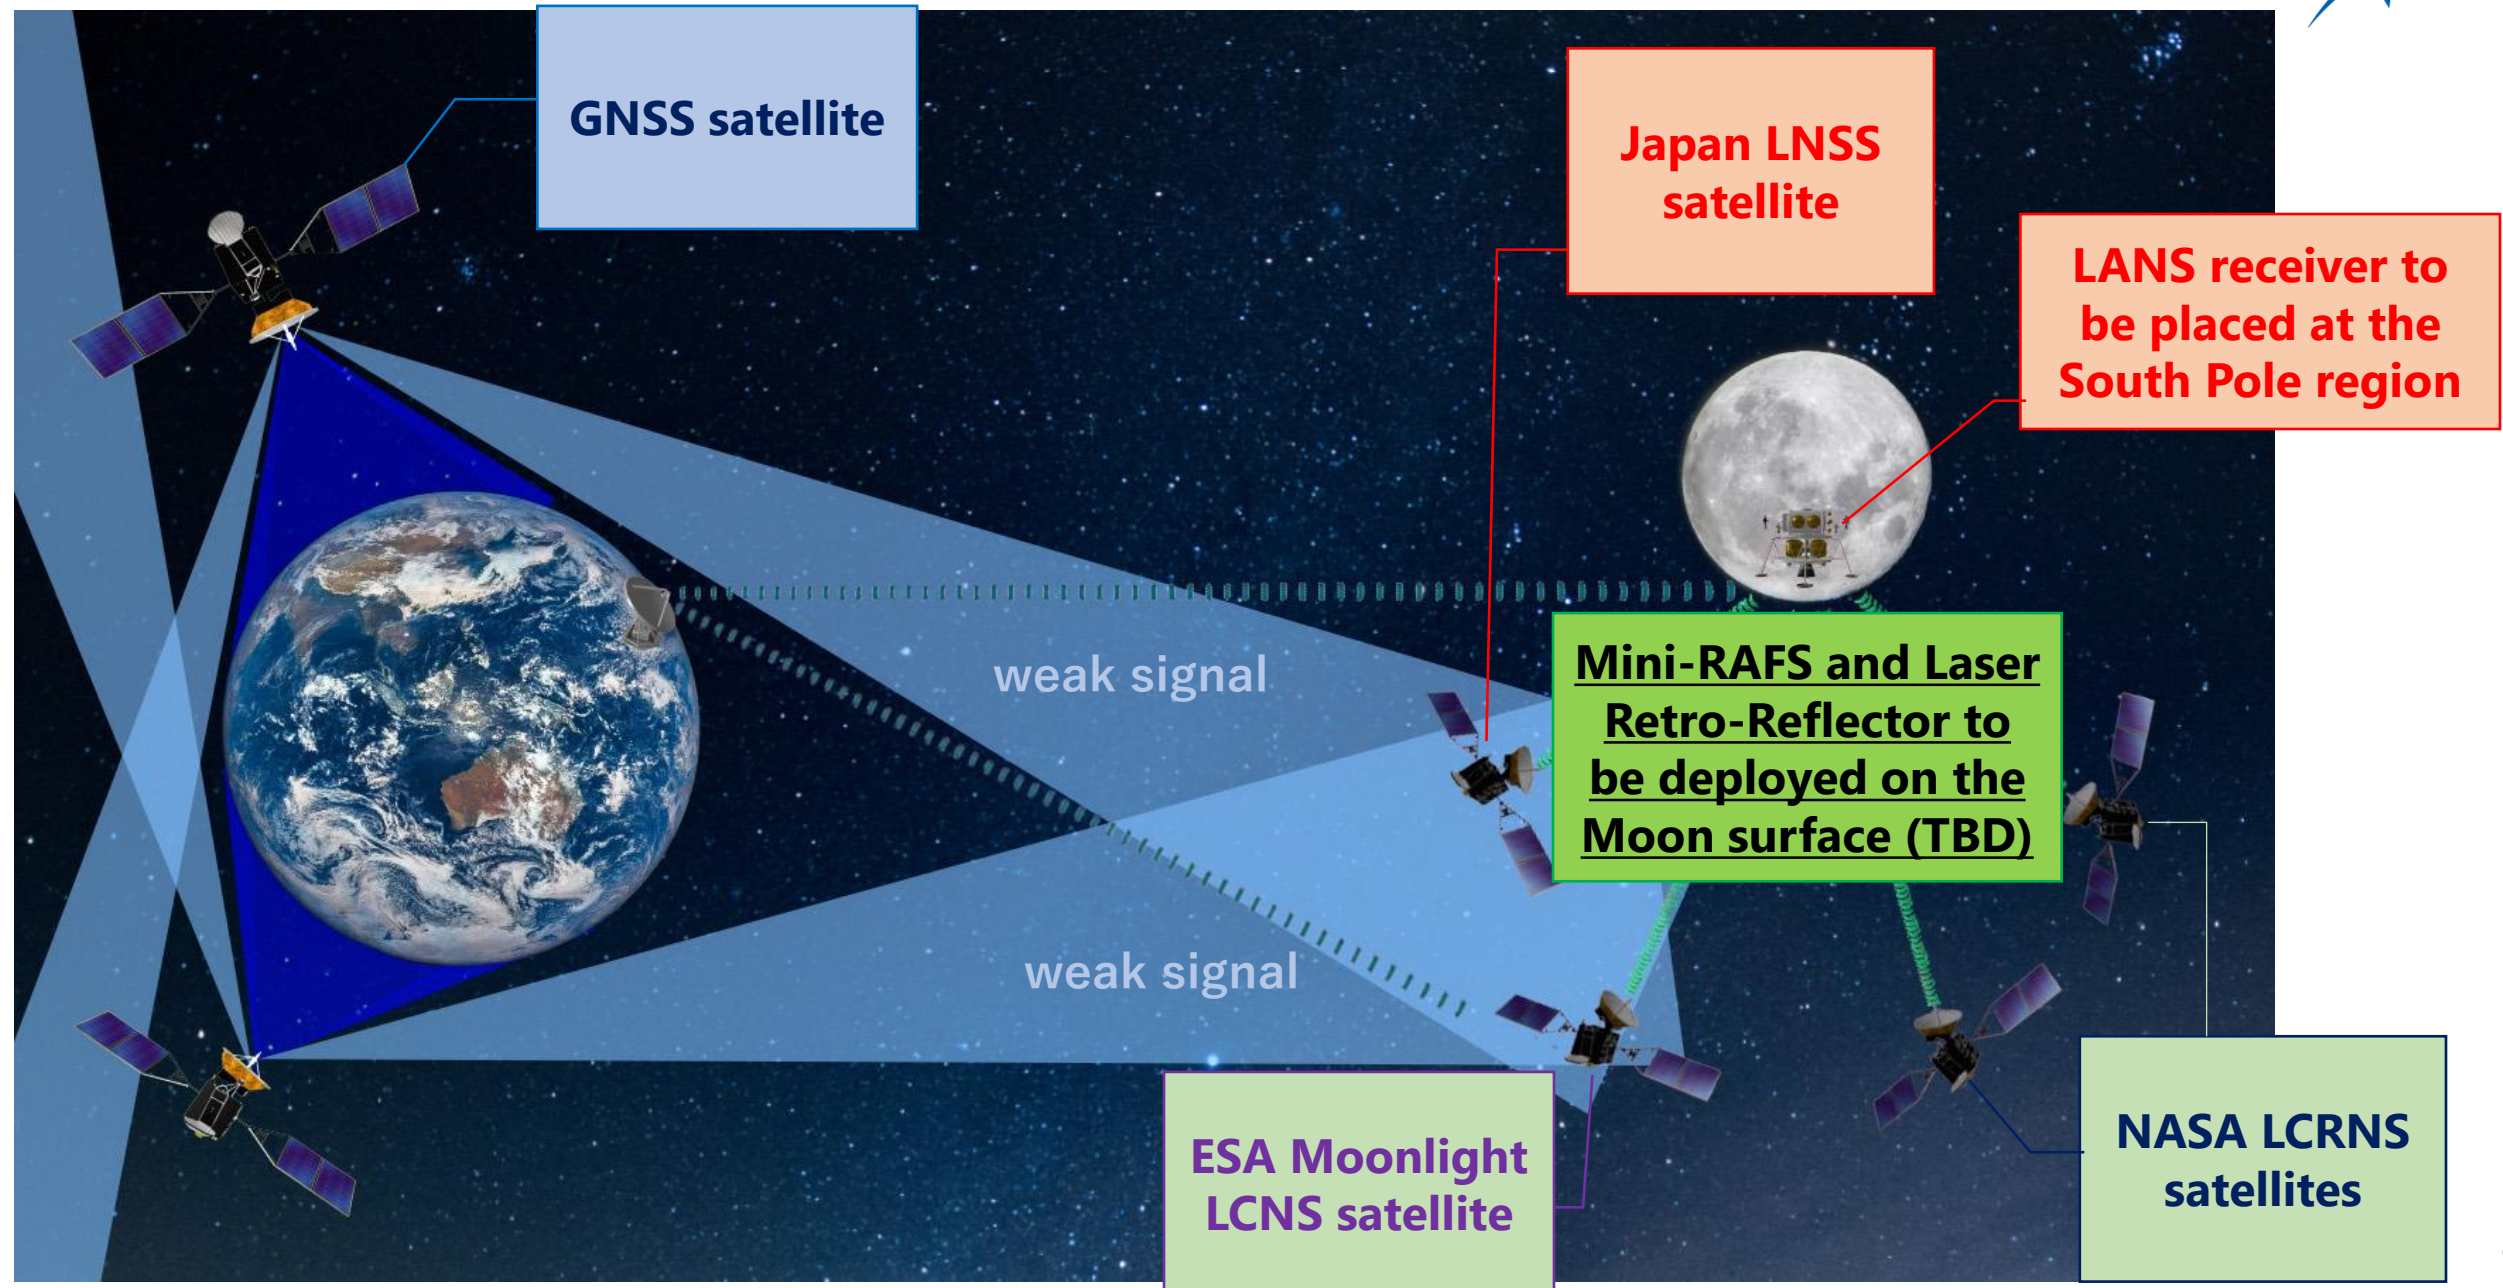 GNSS satellite
Japan LNSS
satellite
LANS receiver to
be placed at the
South Pole region
weak signal
Mini-RAFS and Laser
Retro-Reflector to
be deployed on the
Moon surface (TBD)
weak signal
ESA Moonlight
LCNS satellite
NASA LCRNS
satellites